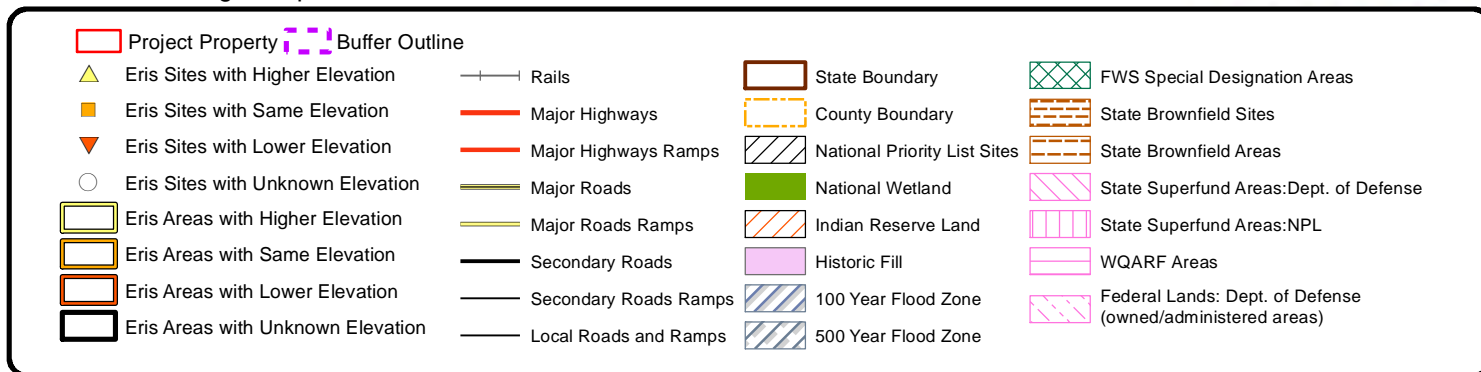 Project Property
Buffer Outline
Eris Sites with Higher Elevation
Eris Sites with Same Elevation
Eris Sites with Lower Elevation
Eris Sites with Unknown Elevation
Eris Areas with Higher Elevation
Eris Areas with Same Elevation
Eris Areas with Lower Elevation
Eris Areas with Unknown Elevation
Rails
Major Highways
Major Highways Ramps
Major Roads
Major Roads Ramps
Secondary Roads
Secondary Roads Ramps
Local Roads and Ramps
State Boundary
County Boundary
National Priority List Sites
National Wetland
Indian Reserve Land
Historic Fill
100 Year Flood Zone
500 Year Flood Zone
FWS Special Designation Areas
State Brownfield Sites
State Brownfield Areas
State Superfund Areas:Dept. of Defense
State Superfund Areas:NPL
WQARF Areas
Federal Lands: Dept. of Defense
(owned/administered areas)